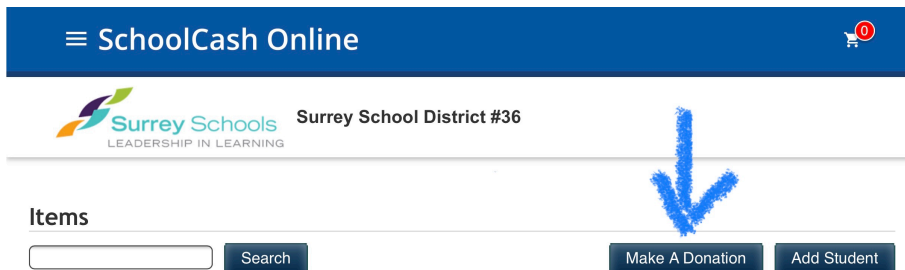 SchoolCash Online
0
Surrey Schools
LEADERSHIP IN LEARNING
Surrey School District #36
Items
Search
Make A Donation
Add Student